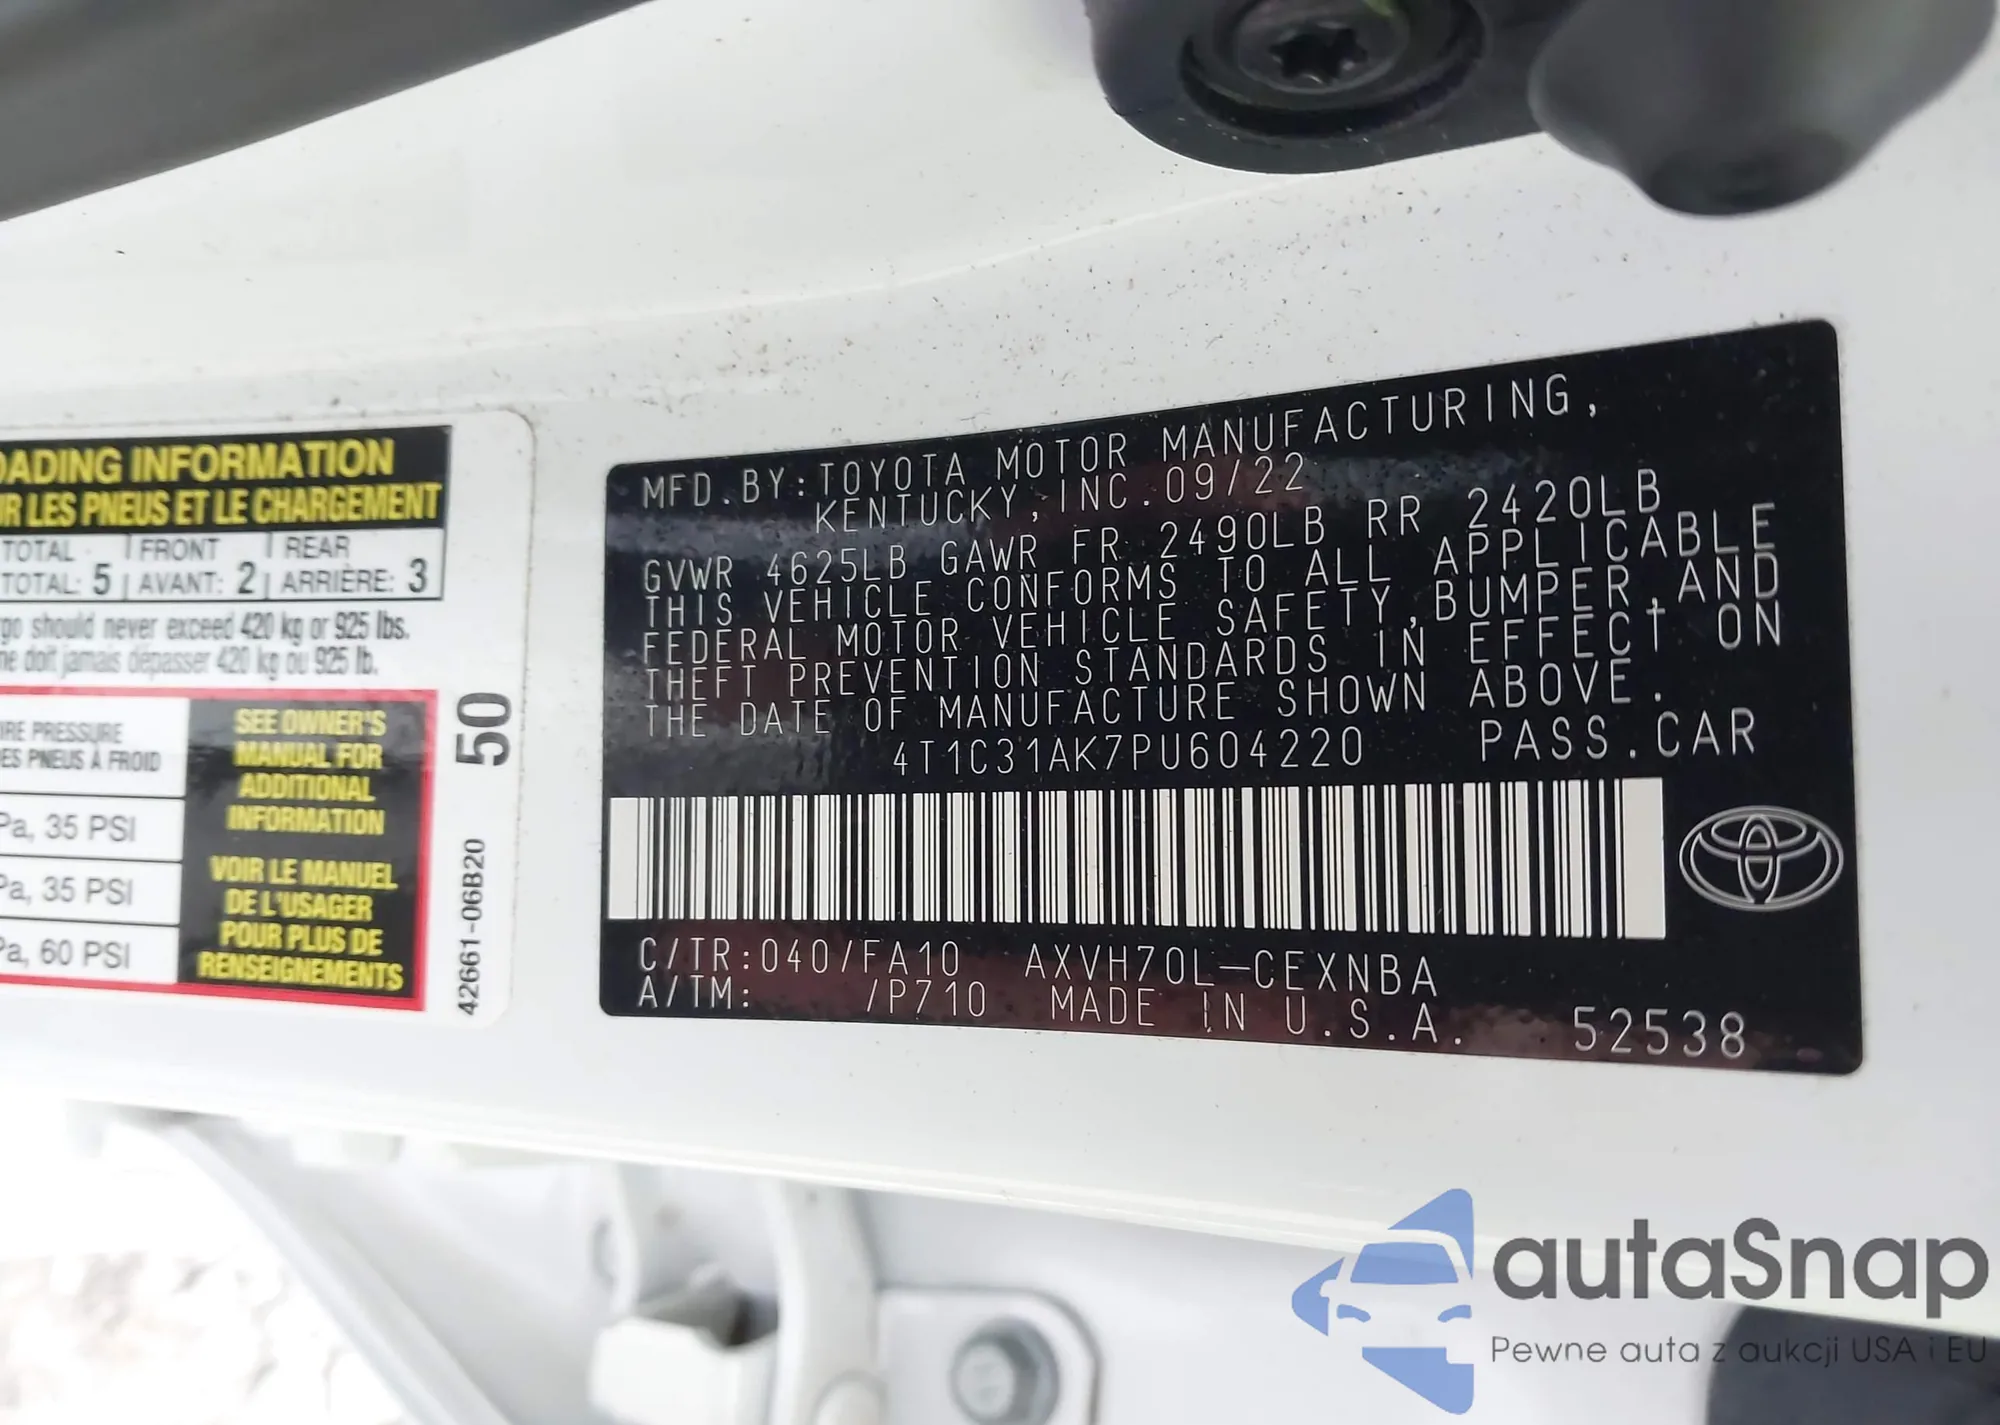 OADING INFORMATION
R LES PNEUS ET LE CHARGEMENT
TOTAL FRONT REAR
TOTAL: 5 AVANT: 2 ARRIÈRE: 3
go should never exceed 420 kg or 925 lbs.
ne doit jamais dépasser 420 kg ou 925 lb.
IRE PRESSURE
ES PNEUS À FROID
Pa, 35 PSI
Pa, 35 PSI
Pa, 60 PSI
SEE OWNER'S
MANUAL FOR
ADDITIONAL
INFORMATION
VOIR LE MANUEL
DE L'USAGER
POUR PLUS DE
RENSEIGNEMENTS
50
42661-06B20
MFD.BY:TOYOTA MOTOR MANUFACTURING,
KENTUCKY,INC.09/22
GVWR 4625LB GAWR FR 2490LB RR 2420LB
THIS VEHICLE CONFORMS TO ALL APPLICABLE
FEDERAL MOTOR VEHICLE SAFETY,BUMPER,AND
THEFT PREVENTION STANDARDS IN EFFECT ON
THE DATE OF MANUFACTURE SHOWN ABOVE.
4T1C31AK7PU604220 PASS.CAR
C/TR:040/FA10 AXVH70L-CEXNBA
A/TM: /P710 MADE IN U.S.A. 52538
autaSnap
Pewne auta z aukcji USA i EU